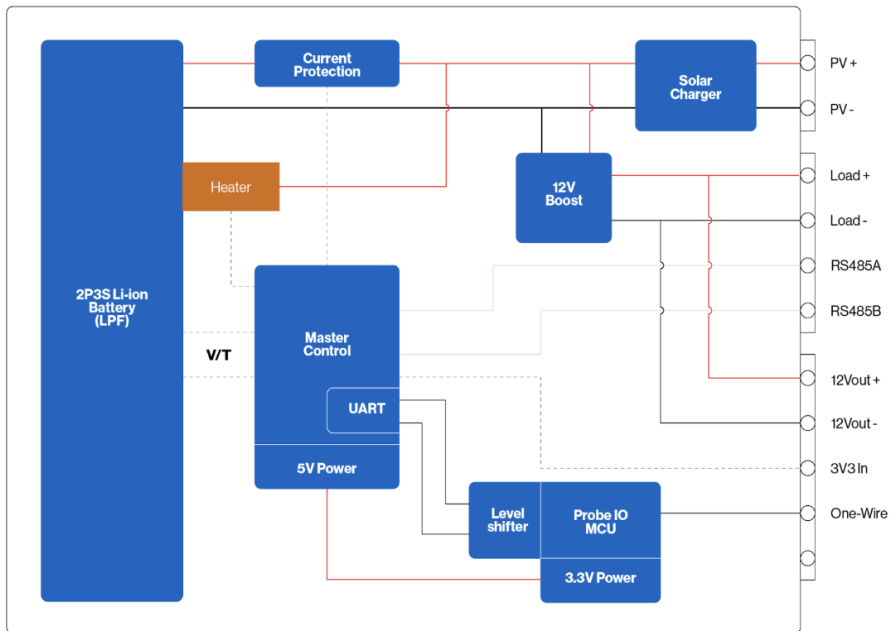 Current
Protection
Solar
Charger
PV +
PV -
Heater
12V
Boost
Load +
Load -
RS485A
RS485B
2P3S Li-ion
Battery
(LPF)
V/T
Master
Control
UART
5V Power
12Vout +
12Vout -
3V3 In
One-Wire
Level
shifter
Probe IO
MCU
3.3V Power